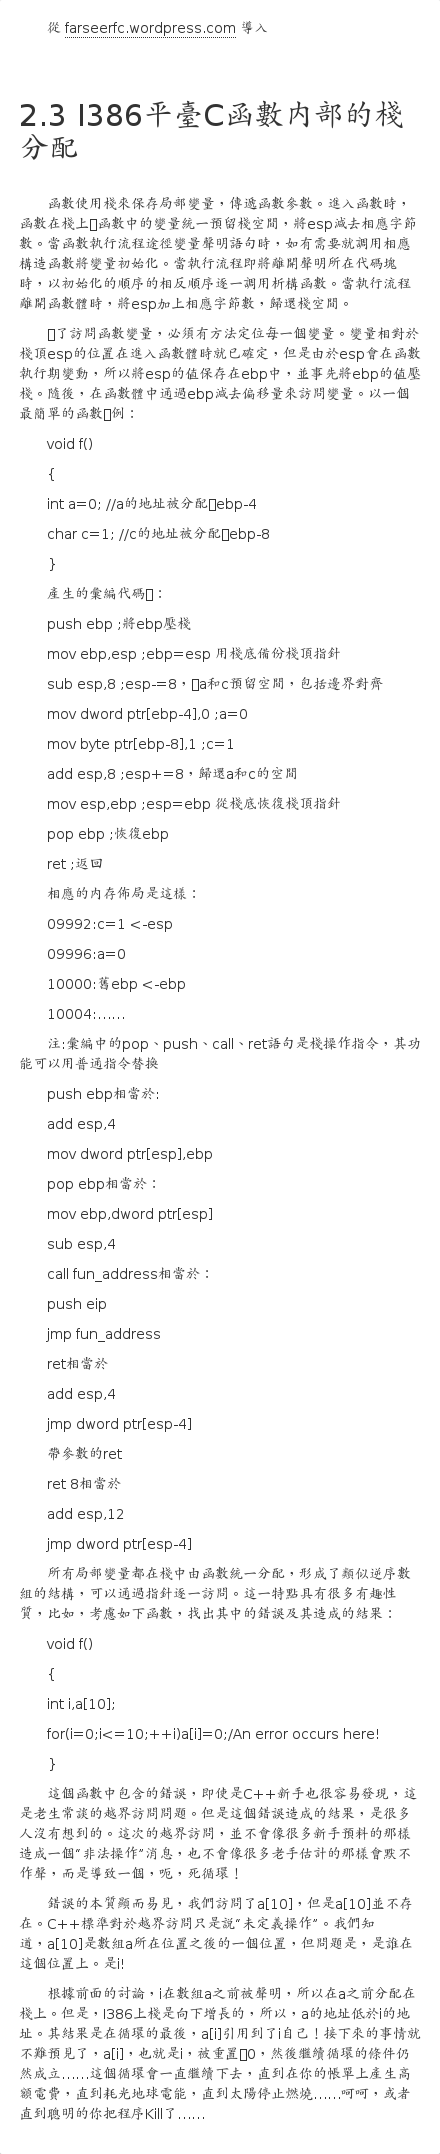 從 farseerfc.wordpress.com 導入
2.3 I386平臺C函數內部的棧
分配
函數使用棧來保存局部變量，傳遞函數參數。進入函數時，
函數在棧上▯函數中的變量統一預留棧空間，將esp減去相應字節
數。當函數執行流程途徑變量聲明語句時，如有需要就調用相應
構造函數將變量初始化。當執行流程即將離開聲明所在代碼塊
時，以初始化的順序的相反順序逐一調用析構函數。當執行流程
離開函數體時，將esp加上相應字節數，歸還棧空間。
▯了訪問函數變量，必須有方法定位每一個變量。變量相對於
棧頂esp的位置在進入函數體時就已確定，但是由於esp會在函數
執行期變動，所以將esp的值保存在ebp中，並事先將ebp的值壓
棧。隨後，在函數體中通過ebp減去偏移量來訪問變量。以一個
最簡單的函數▯例：
void f()
{
int a=0; //a的地址被分配▯ebp-4
char c=1; //c的地址被分配▯ebp-8
}
產生的彙編代碼▯：
push ebp ;將ebp壓棧
mov ebp,esp ;ebp=esp 用棧底備份棧頂指針
sub esp,8 ;esp-=8，▯a和c預留空間，包括邊界對齊
mov dword ptr[ebp-4],0 ;a=0
mov byte ptr[ebp-8],1 ;c=1
add esp,8 ;esp+=8，歸還a和c的空間
mov esp,ebp ;esp=ebp 從棧底恢復棧頂指針
pop ebp ;恢復ebp
ret ;返回
相應的內存佈局是這樣：
09992:c=1 <-esp
09996:a=0
10000:舊ebp <-ebp
10004:……
注:彙編中的pop、push、call、ret語句是棧操作指令，其功
能可以用普通指令替換
push ebp相當於:
add esp,4
mov dword ptr[esp],ebp
pop ebp相當於：
mov ebp,dword ptr[esp]
sub esp,4
call fun_address相當於：
push eip
jmp fun_address
ret相當於
add esp,4
jmp dword ptr[esp-4]
帶參數的ret
ret 8相當於
add esp,12
jmp dword ptr[esp-4]
所有局部變量都在棧中由函數統一分配，形成了類似逆序數
組的結構，可以通過指針逐一訪問。這一特點具有很多有趣性
質，比如，考慮如下函數，找出其中的錯誤及其造成的結果：
void f()
{
int i,a[10];
for(i=0;i<=10;++i)a[i]=0;/An error occurs here!
}
這個函數中包含的錯誤，即使是C++新手也很容易發現，這
是老生常談的越界訪問問題。但是這個錯誤造成的結果，是很多
人沒有想到的。這次的越界訪問，並不會像很多新手預料的那樣
造成一個“非法操作”消息，也不會像很多老手估計的那樣會默不
作聲，而是導致一個，呃，死循環！
錯誤的本質顯而易見，我們訪問了a[10]，但是a[10]並不存
在。C++標準對於越界訪問只是説“未定義操作”。我們知
道，a[10]是數組a所在位置之後的一個位置，但問題是，是誰在
這個位置上。是i!
根據前面的討論，i在數組a之前被聲明，所以在a之前分配在
棧上。但是，I386上棧是向下增長的，所以，a的地址低於i的地
址。其結果是在循環的最後，a[i]引用到了i自己！接下來的事情就
不難預見了，a[i]，也就是i，被重置▯0，然後繼續循環的條件仍
然成立……這個循環會一直繼續下去，直到在你的帳單上產生高
額電費，直到耗光地球電能，直到太陽停止燃燒……呵呵，或者
直到聰明的你把程序Kill了……